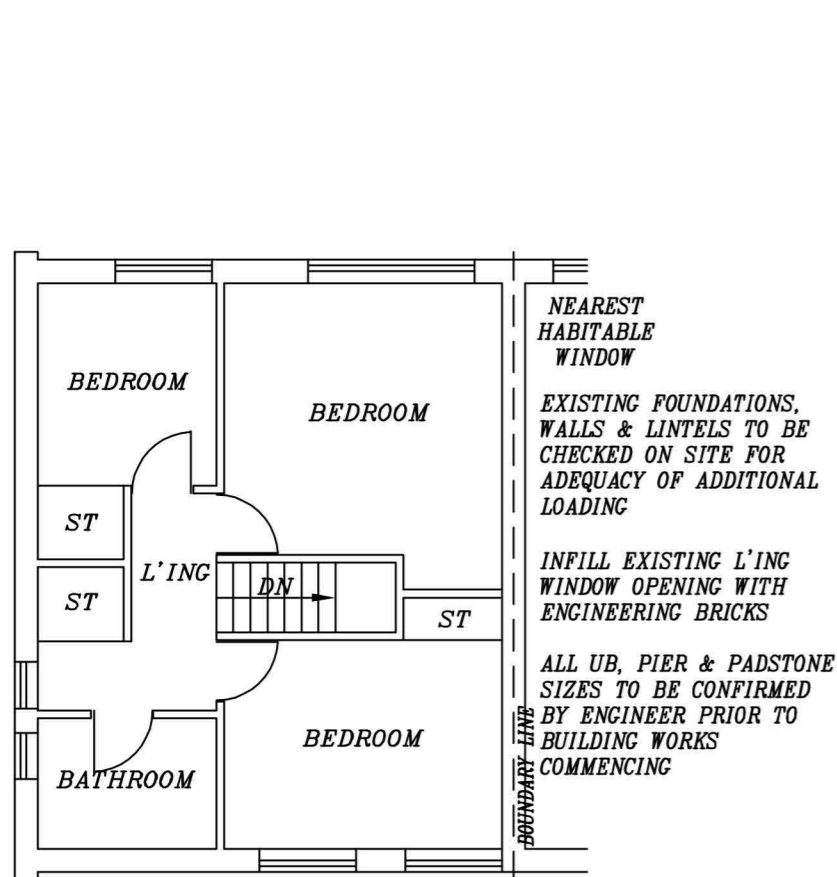 NEAREST
HABITABLE
WINDOW
BEDROOM
BEDROOM
EXISTING FOUNDATIONS,
WALLS & LINTELS TO BE
CHECKED ON SITE FOR
ADEQUACY OF ADDITIONAL
LOADING
ST
L'ING
DN
ST
ST
INFILL EXISTING L'ING
WINDOW OPENING WITH
ENGINEERING BRICKS
ALL UB, PIER & PADSTONE
SIZES TO BE CONFIRMED
BY ENGINEER PRIOR TO
BUILDING WORKS
COMMENCING
BEDROOM
BATHROOM
BOUNDARY LINE